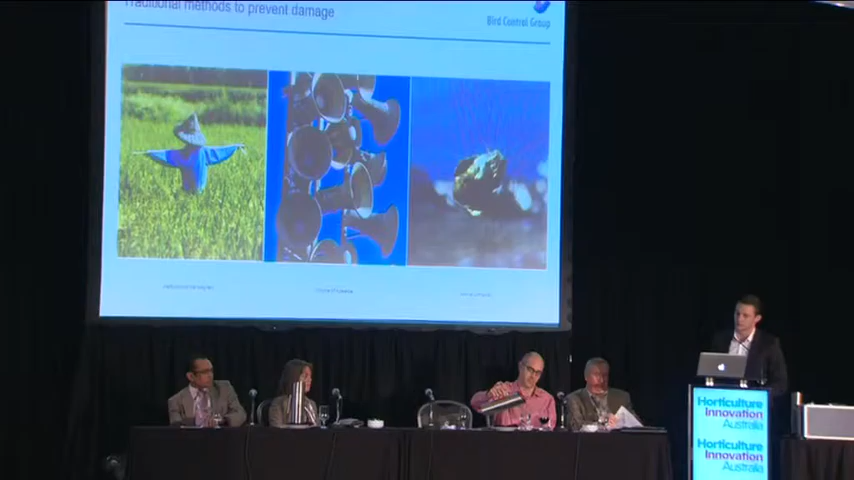 Traditional methods to prevent damage
Bird Control Group
Horticulture
Innovation
Australia
Horticulture
Innovation
Australia